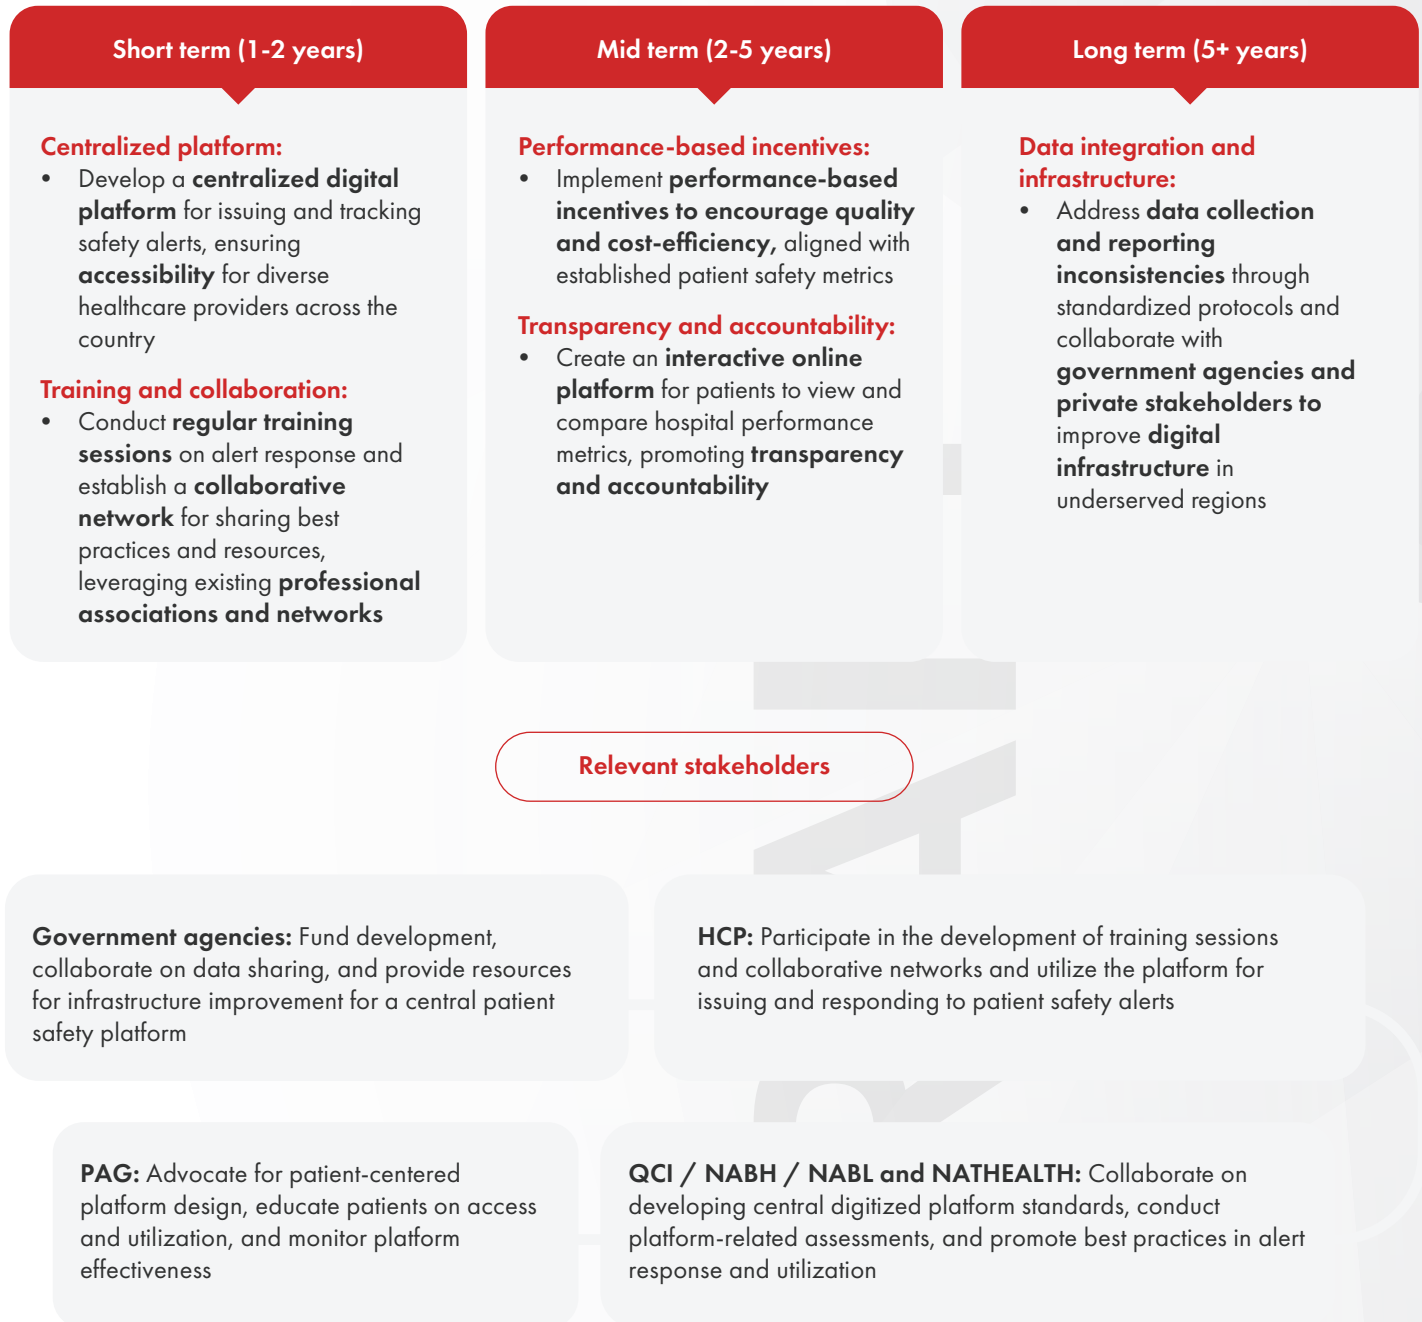 Short term (1-2 years)
Centralized platform:
• Develop a centralized digital
platform for issuing and tracking
safety alerts, ensuring
accessibility for diverse
healthcare providers across the
country
Training and collaboration:
• Conduct regular training
sessions on alert response and
establish a collaborative
network for sharing best
practices and resources,
leveraging existing professional
associations and networks
Mid term (2-5 years)
Performance-based incentives:
• Implement performance-based
incentives to encourage quality
and cost-efficiency, aligned with
established patient safety metrics
Transparency and accountability:
• Create an interactive online
platform for patients to view and
compare hospital performance
metrics, promoting transparency
and accountability
Long term (5+ years)
Data integration and
infrastructure:
• Address data collection
and reporting
inconsistencies through
standardized protocols and
collaborate with
government agencies and
private stakeholders to
improve digital
infrastructure in
underserved regions
Relevant stakeholders
Government agencies: Fund development,
collaborate on data sharing, and provide resources
for infrastructure improvement for a central patient
safety platform
HCP: Participate in the development of training sessions
and collaborative networks and utilize the platform for
issuing and responding to patient safety alerts
PAG: Advocate for patient-centered
platform design, educate patients on access
and utilization, and monitor platform
effectiveness
QCI / NABH / NABL and NATHEALTH: Collaborate on
developing central digitized platform standards, conduct
platform-related assessments, and promote best practices in alert
response and utilization